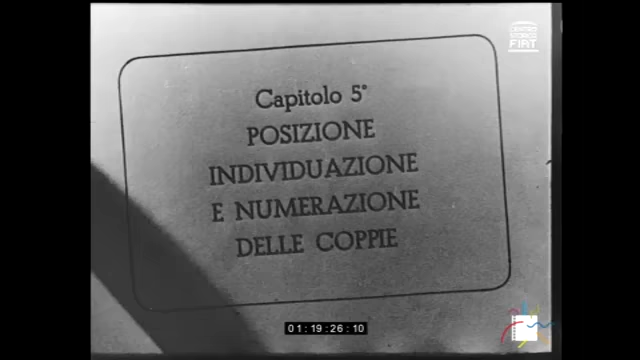 CENTRO
STORICO
FIAT
Capitolo 5°
POSIZIONE
INDIVIDUAZIONE
E NUMERAZIONE
DELLE COPPIE
01:19:26:10